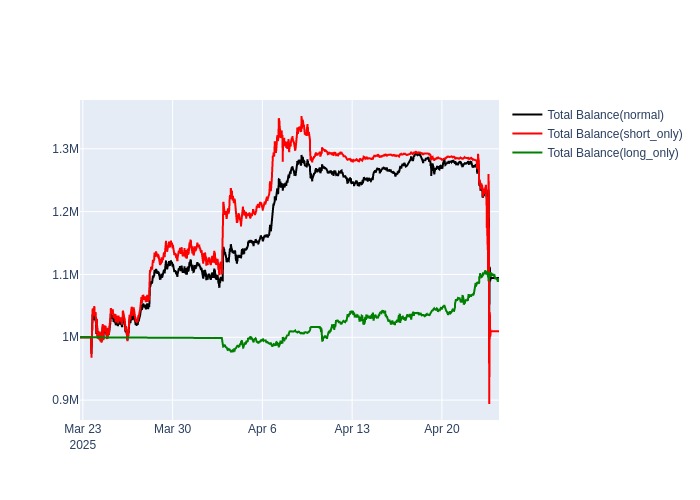 Total Balance(normal)
Total Balance(short_only)
Total Balance(long_only)
1.3M
1.2M
1.1M
1M
0.9M
Mar 23
2025
Mar 30
Apr 6
Apr 13
Apr 20